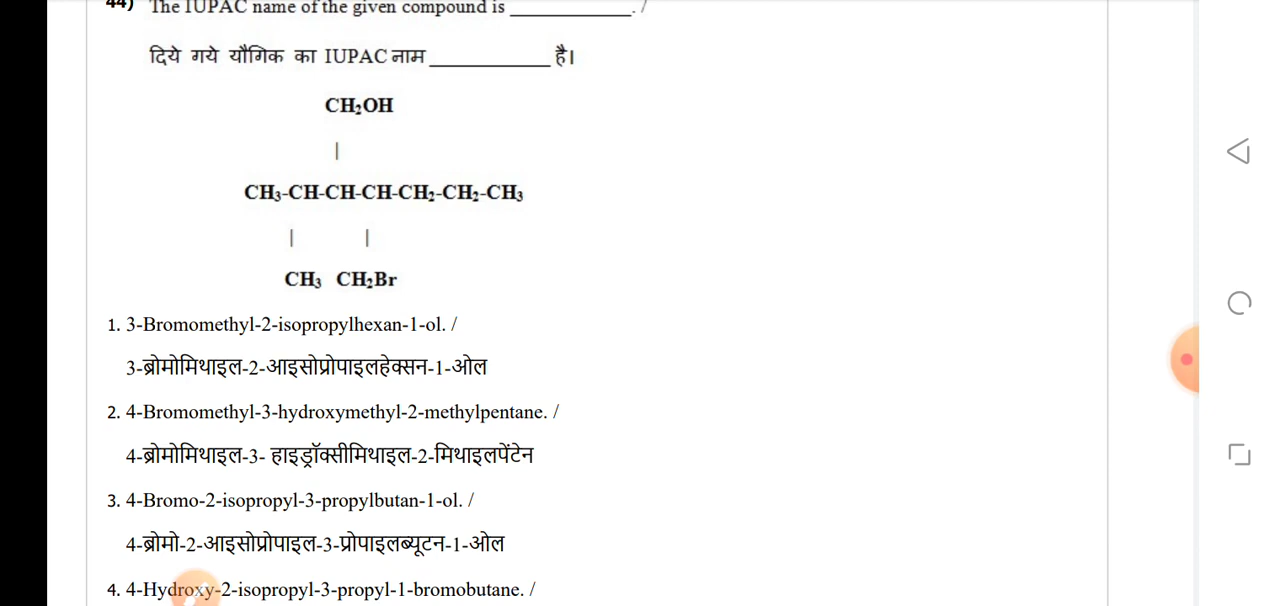 44) The IUPAC name of the given compound is ____________. /
दिये गये यौगिक का IUPAC नाम ____________ है।
CH₂OH
|
CH₃-CH-CH-CH-CH₂-CH₂-CH₃
| |
CH₃ CH₂Br
1. 3-Bromomethyl-2-isopropylhexan-1-ol. /
3-ब्रोमोमिथाइल-2-आइसोप्रोपाइलहेक्सन-1-ओल
2. 4-Bromomethyl-3-hydroxymethyl-2-methylpentane. /
4-ब्रोमोमिथाइल-3- हाइड्रॉक्सीमिथाइल-2-मिथाइलपेंटेन
3. 4-Bromo-2-isopropyl-3-propylbutan-1-ol. /
4-ब्रोमो-2-आइसोप्रोपाइल-3-प्रोपाइलब्यूटन-1-ओल
4. 4-Hydroxy-2-isopropyl-3-propyl-1-bromobutane. /